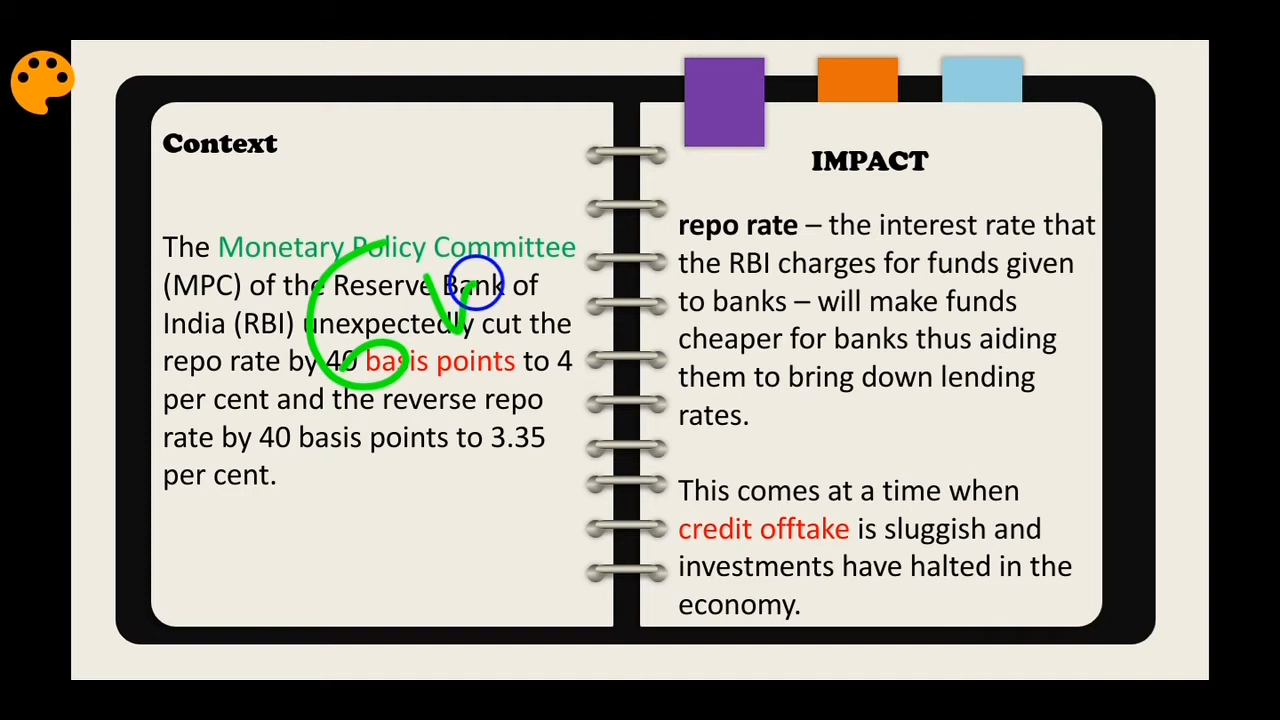 Context
The Monetary Policy Committee
(MPC) of the Reserve Bank of
India (RBI) unexpectedly cut the
repo rate by 40 basis points to 4
per cent and the reverse repo
rate by 40 basis points to 3.35
per cent.
IMPACT
repo rate – the interest rate that
the RBI charges for funds given
to banks – will make funds
cheaper for banks thus aiding
them to bring down lending
rates.
This comes at a time when
credit offtake is sluggish and
investments have halted in the
economy.